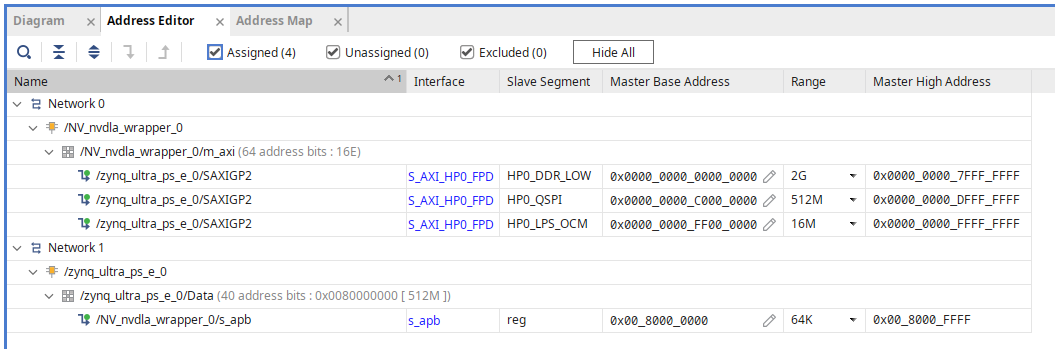 Diagram × Address Editor × Address Map ×
Assigned (4) Unassigned (0) Excluded (0) Hide All
Name 1 Interface Slave Segment Master Base Address Range Master High Address
Network 0
/NV_nvdla_wrapper_0
/NV_nvdla_wrapper_0/m_axi (64 address bits : 16E)
/zynq_ultra_ps_e_0/SAXIGP2 S_AXI_HP0_FPD HP0_DDR_LOW 0x0000_0000_0000_0000 2G 0x0000_0000_7FFF_FFFF
/zynq_ultra_ps_e_0/SAXIGP2 S_AXI_HP0_FPD HP0_QSPI 0x0000_0000_C000_0000 512M 0x0000_0000_DFFF_FFFF
/zynq_ultra_ps_e_0/SAXIGP2 S_AXI_HP0_FPD HP0_LPS_OCM 0x0000_0000_FF00_0000 16M 0x0000_0000_FFFF_FFFF
Network 1
/zynq_ultra_ps_e_0
/zynq_ultra_ps_e_0/Data (40 address bits : 0x0080000000 [ 512M ])
/NV_nvdla_wrapper_0/s_apb s_apb reg 0x00_8000_0000 64K 0x00_8000_FFFF